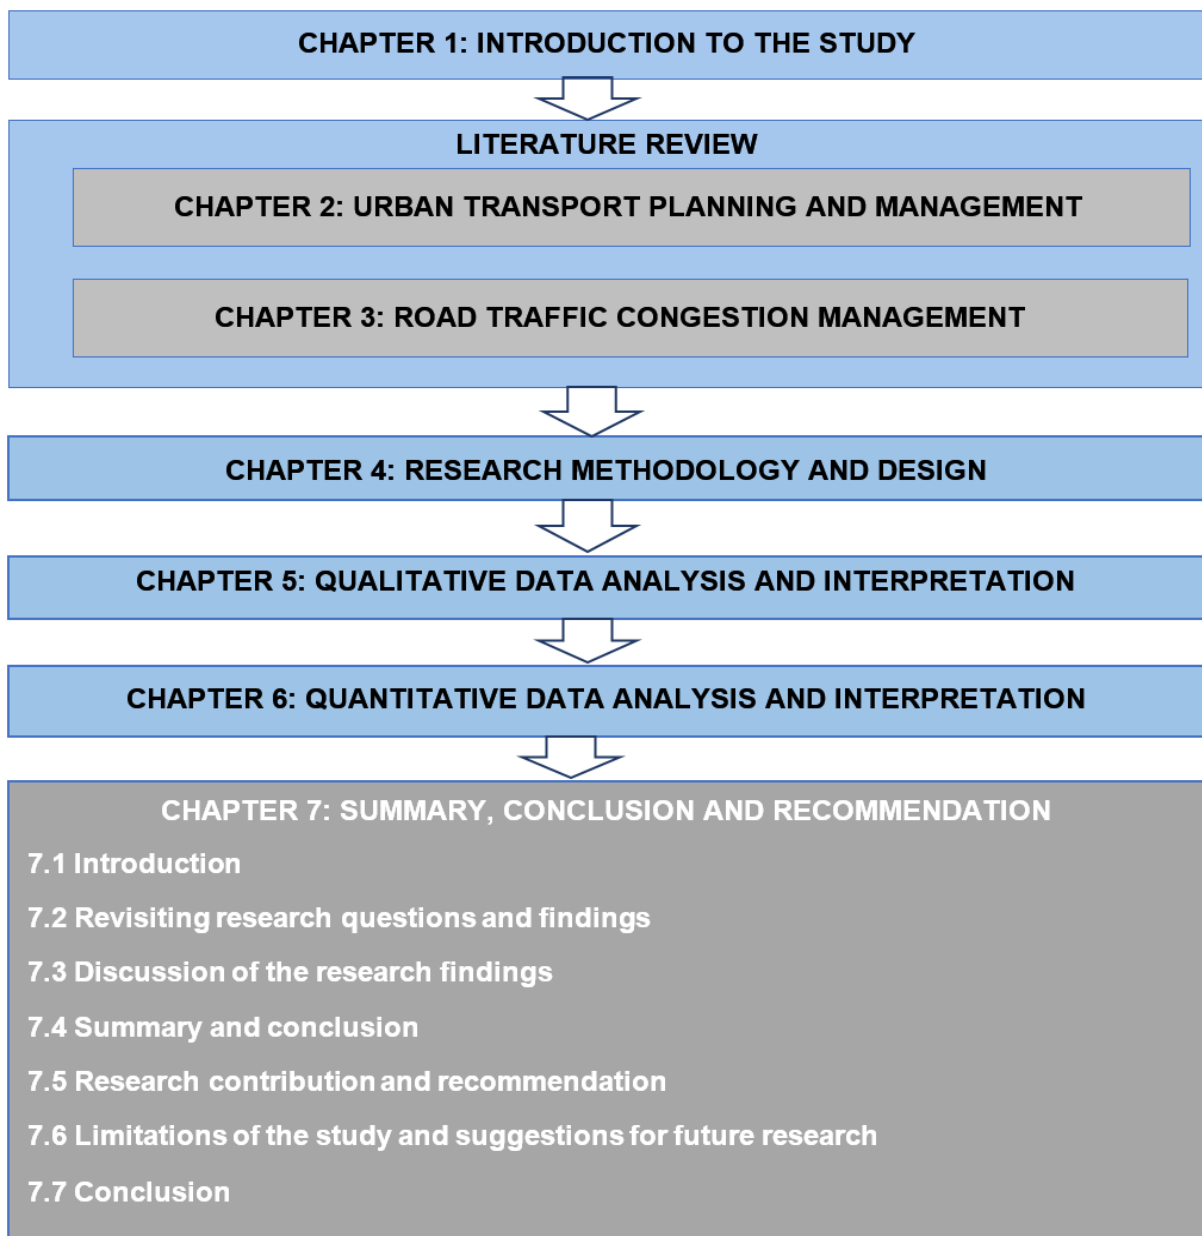 CHAPTER 1: INTRODUCTION TO THE STUDY
LITERATURE REVIEW
CHAPTER 2: URBAN TRANSPORT PLANNING AND MANAGEMENT
CHAPTER 3: ROAD TRAFFIC CONGESTION MANAGEMENT
CHAPTER 4: RESEARCH METHODOLOGY AND DESIGN
CHAPTER 5: QUALITATIVE DATA ANALYSIS AND INTERPRETATION
CHAPTER 6: QUANTITATIVE DATA ANALYSIS AND INTERPRETATION
CHAPTER 7: SUMMARY, CONCLUSION AND RECOMMENDATION
7.1 Introduction
7.2 Revisiting research questions and findings
7.3 Discussion of the research findings
7.4 Summary and conclusion
7.5 Research contribution and recommendation
7.6 Limitations of the study and suggestions for future research
7.7 Conclusion